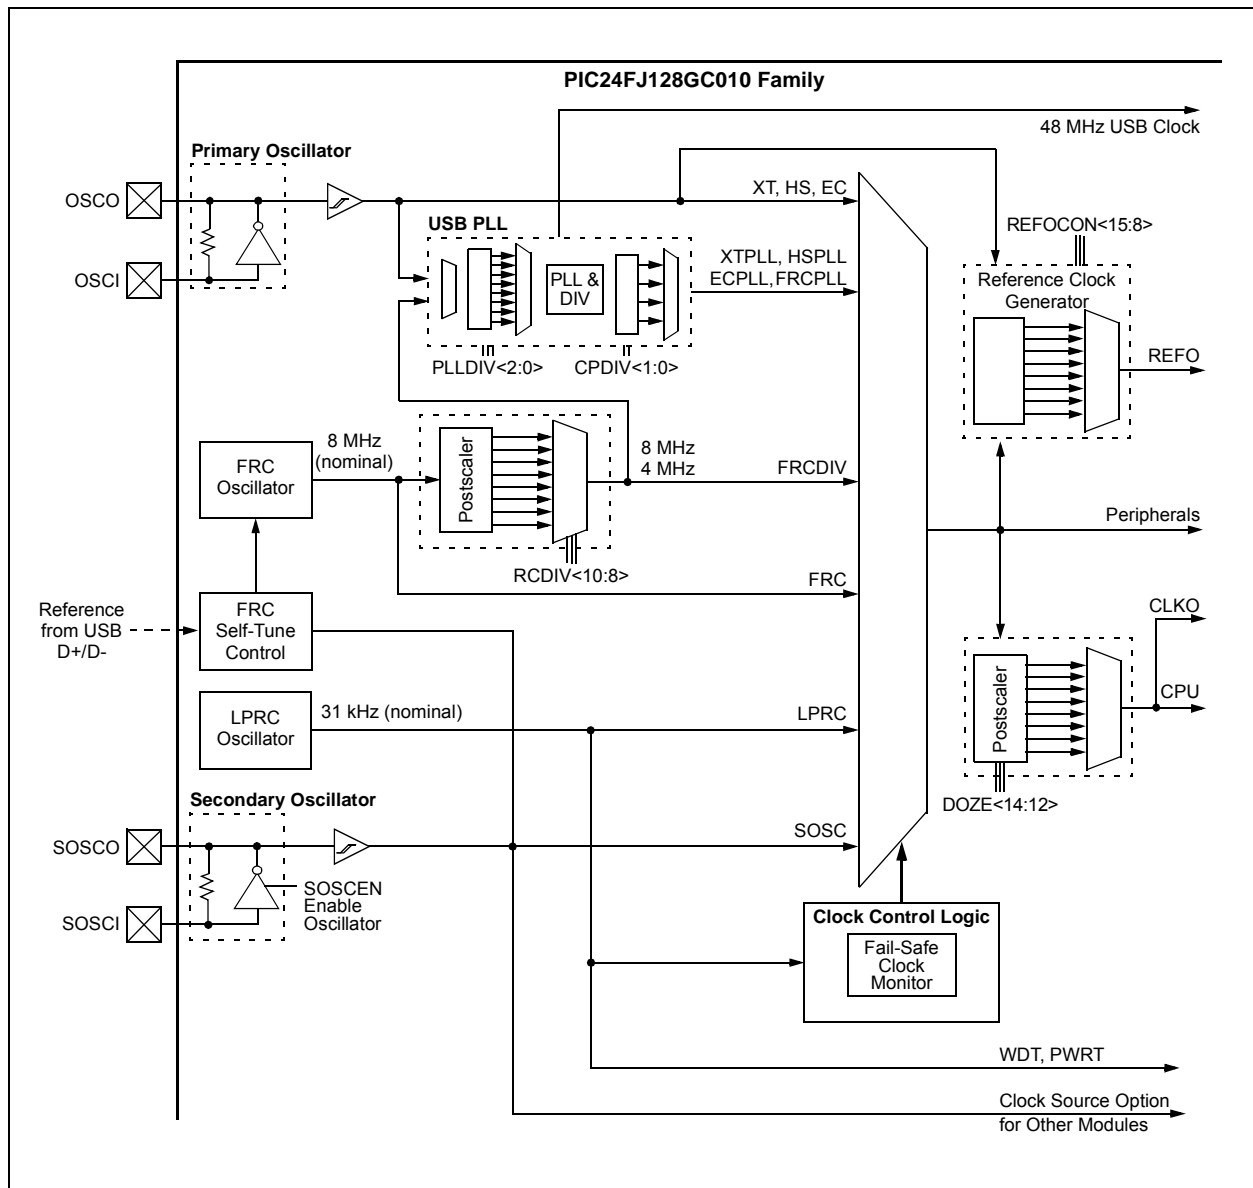 PIC24FJ128GC010 Family
48 MHz USB Clock
Primary Oscillator
OSCO
OSCI
XT, HS, EC
USB PLL
PLL &
DIV
XTPLL, HSPLL
ECPLL, FRCPLL
PLLDIV<2:0>
CPDIV<1:0>
REFOCON<15:8>
Reference Clock
Generator
REFO
8 MHz
(nominal)
FRC
Oscillator
Postscaler
8 MHz
4 MHz
FRCDIV
RCDIV<10:8>
Peripherals
FRC
Reference
from USB
D+/D-
FRC
Self-Tune
Control
CLKO
Postscaler
CPU
DOZE<14:12>
LPRC
Oscillator
31 kHz (nominal)
LPRC
Secondary Oscillator
SOSCO
SOSCI
SOSCEN
Enable
Oscillator
SOSC
Clock Control Logic
Fail-Safe
Clock
Monitor
WDT, PWRT
Clock Source Option
for Other Modules